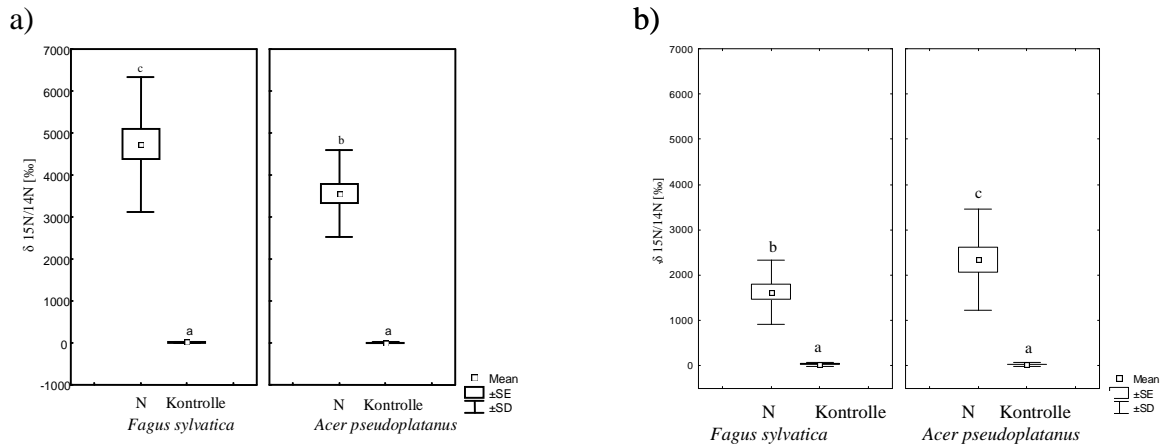 a)
7000
6000
5000
4000
3000
2000
1000
0
-1000
δ 15N/14N [‰]
c
a
b
a
N Kontrolle
Fagus sylvatica
N Kontrolle
Acer pseudoplatanus
Mean
±SE
±SD
b)
7000
6000
5000
4000
3000
2000
1000
0
δ 15N/14N [‰]
b
a
c
a
N Kontrolle
Fagus sylvatica
N Kontrolle
Acer pseudoplatanus
Mean
±SE
±SD